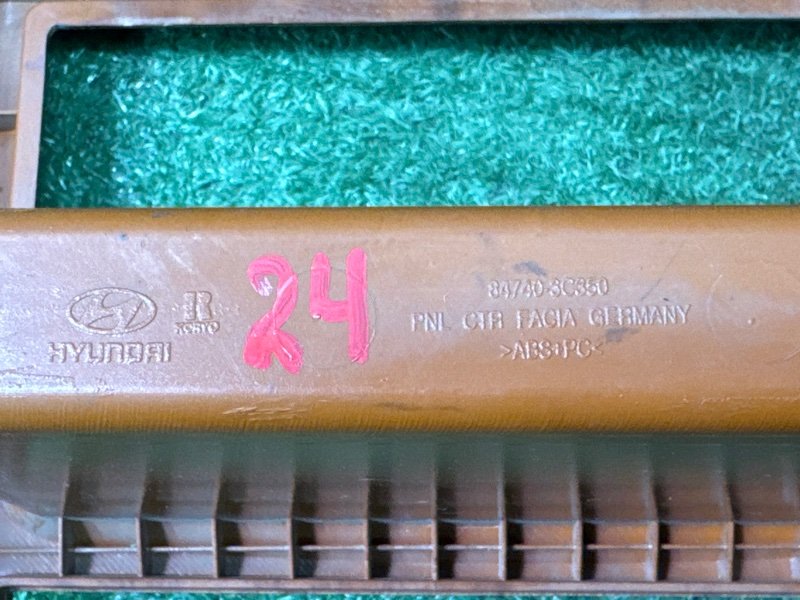 HYUNDAI
24
84740-3C350
PNL CTR FACIA GERMANY
>ABS+PC<